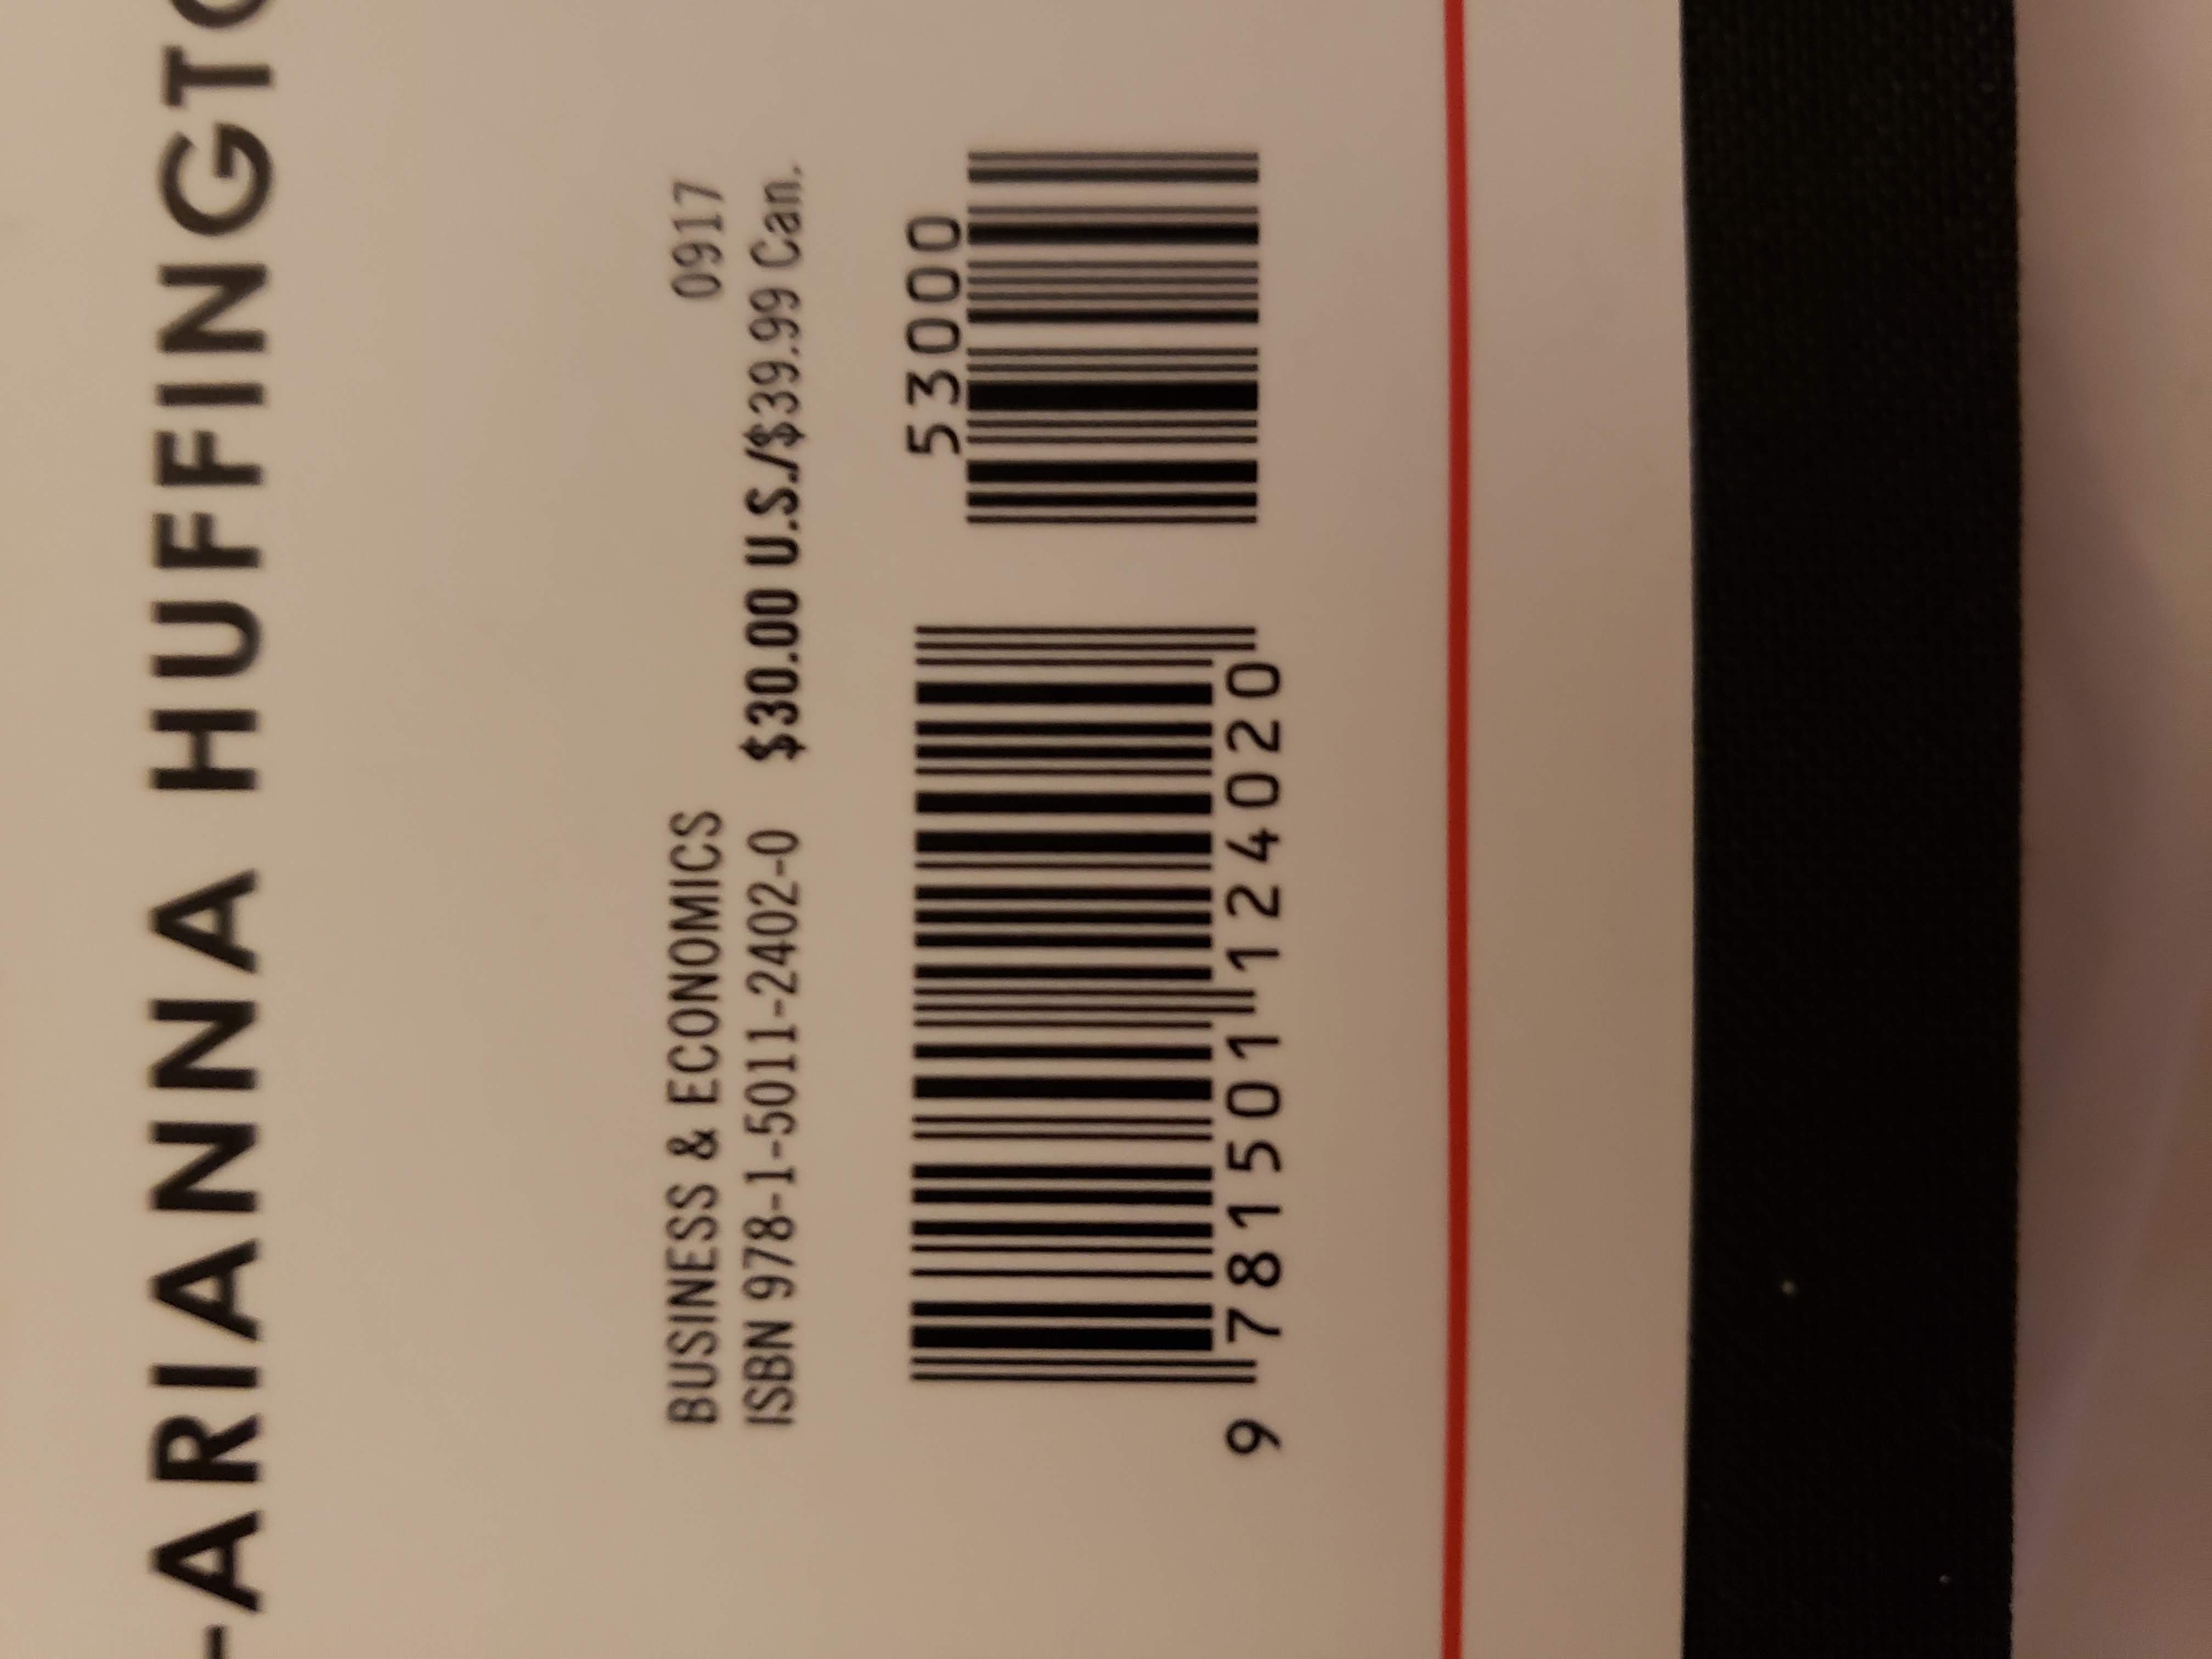 -ARIANNA HUFFINGTO
BUSINESS & ECONOMICS 0917
ISBN 978-1-5011-2402-0 $30.00 U.S./$39.99 Can.
53000
9 781501 124020